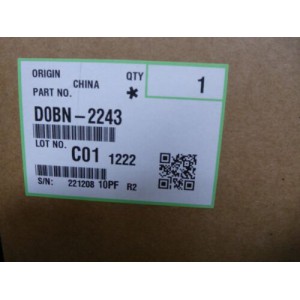 ORIGIN CHINA QTY 1
PART NO. *
D0BN-2243
LOT NO. C01 1222
S/N: 221208 10PF R2